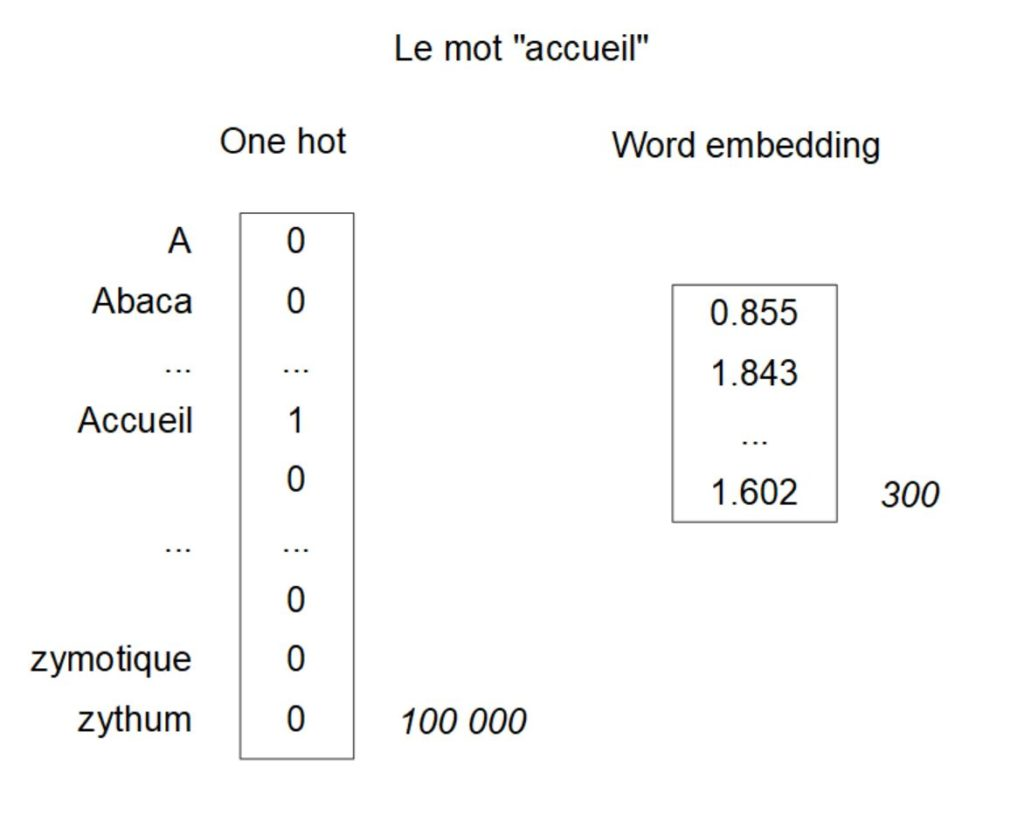 Le mot "accueil"
One hot
Word embedding
A 0
Abaca 0
... ...
Accueil 1
0
... ...
0
zymotique 0
zythum 0 100 000
0.855
1.843
...
1.602 300